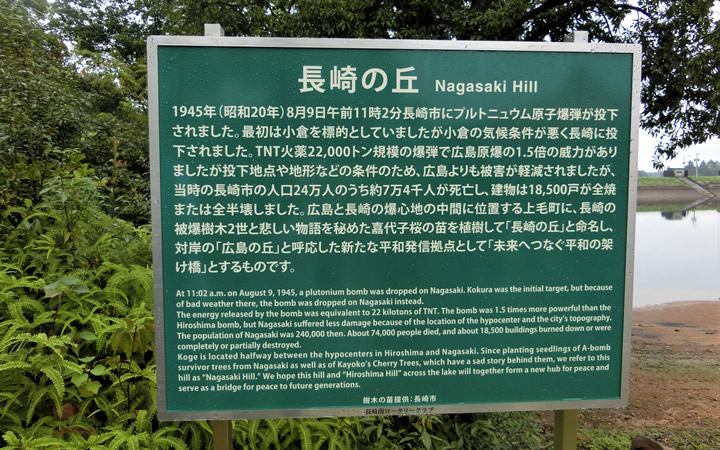 長崎の丘 Nagasaki Hill
1945年(昭和20年)8月9日午前11時2分長崎市にプルトニュウム原子爆弾が投下
されました。最初は小倉を標的としていましたが小倉の気候条件が悪く長崎に投
下されました。TNT火薬22,000トン規模の爆弾で広島原爆の1.5倍の威力があり
ましたが投下地点や地形などの条件のため、広島よりも被害が軽減されましたが、
当時の長崎市の人口24万人のうち約7万4千人が死亡し、建物は18,500戸が全焼
または全半壊しました。広島と長崎の爆心地の中間に位置する上毛町に、長崎の
被爆樹木2世と悲しい物語を秘めた嘉代子桜の苗を植樹して「長崎の丘」と命名し、
対岸の「広島の丘」と呼応した新たな平和発信拠点として「未来へつなぐ平和の架
け橋」とするものです。
At 11:02 a.m. on August 9, 1945, a plutonium bomb was dropped on Nagasaki. Kokura was the initial target, but because
of bad weather there, the bomb was dropped on Nagasaki instead.
The energy released by the bomb was equivalent to 22 kilotons of TNT. The bomb was 1.5 times more powerful than the
Hiroshima bomb, but Nagasaki suffered less damage because of the location of the hypocenter and the city's topography.
The population of Nagasaki was 240,000 then. About 74,000 people died, and about 18,500 buildings burned down or were
completely or partially destroyed.
Koge is located halfway between the hypocenters in Hiroshima and Nagasaki. Since planting seedlings of A-bomb
survivor trees from Nagasaki as well as of Kayoko's Cherry Trees, which have a sad story behind them, we refer to this
hill as "Nagasaki Hill." We hope this hill and "Hiroshima Hill" across the lake will together form a new hub for peace and
serve as a bridge for peace to future generations.
樹木の苗提供:長崎市
長崎南ロータリークラブ